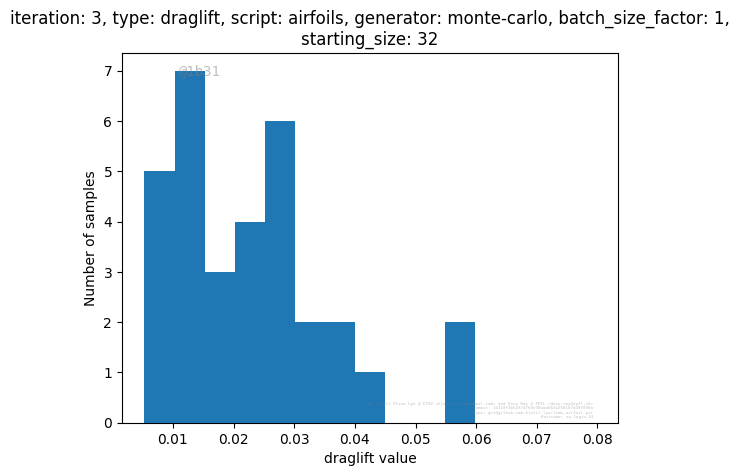 iteration: 3, type: draglift, script: airfoils, generator: monte-carlo, batch_size_factor: 1,
starting_size: 32
@1b31
7
6
5
4
3
2
1
0
Number of samples
0.01 0.02 0.03 0.04 0.05 0.06 0.07 0.08
draglift value